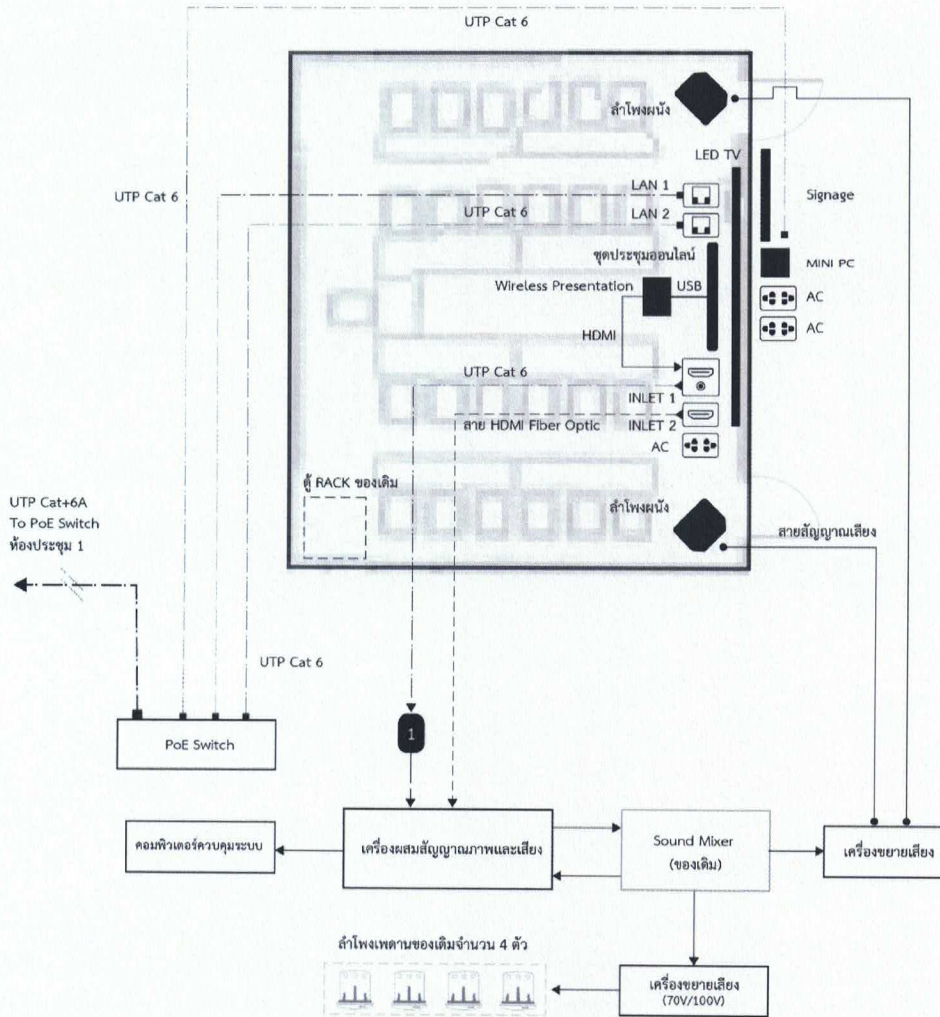 UTP Cat 6
ลำโพงผนัง
LED TV
LAN 1
UTP Cat 6
UTP Cat 6
LAN 2
Signage
ชุดประชุมออนไลน์
MINI PC
Wireless Presentation
USB
AC
HDMI
AC
UTP Cat 6
INLET 1
สาย HDMI Fiber Optic
INLET 2
AC
ตู้ RACK ของเดิม
UTP Cat+6A
To PoE Switch
ห้องประชุม 1
ลำโพงผนัง
สายสัญญาณเสียง
UTP Cat 6
1
PoE Switch
คอมพิวเตอร์ควบคุมระบบ
เครื่องผสมสัญญาณภาพและเสียง
Sound Mixer
(ของเดิม)
เครื่องขยายเสียง
ลำโพงเพดานของเดิมจำนวน 4 ตัว
เครื่องขยายเสียง
(70V/100V)